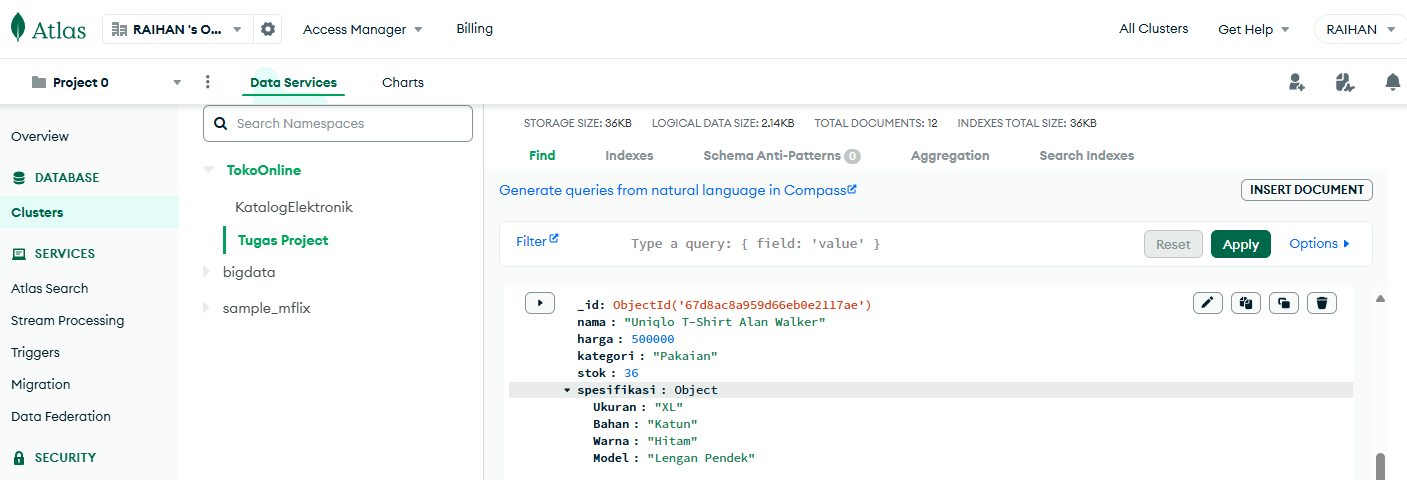 Atlas
RAIHAN 's O...
Access Manager
Billing
All Clusters
Get Help
RAIHAN
Project 0
Data Services
Charts
Overview
DATABASE
Clusters
SERVICES
Atlas Search
Stream Processing
Triggers
Migration
Data Federation
SECURITY
Search Namespaces
TokoOnline
KatalogElektronik
Tugas Project
bigdata
sample_mflix
STORAGE SIZE: 36KB LOGICAL DATA SIZE: 2.14KB TOTAL DOCUMENTS: 12 INDEXES TOTAL SIZE: 36KB
Find Indexes Schema Anti-Patterns 0 Aggregation Search Indexes
Generate queries from natural language in Compass
INSERT DOCUMENT
Filter
Type a query: { field: 'value' }
Reset
Apply
Options
_id: ObjectId('67d8ac8a959d66eb0e2117ae')
nama : "Uniqlo T-Shirt Alan Walker"
harga : 500000
kategori : "Pakaian"
stok : 36
spesifikasi : Object
Ukuran : "XL"
Bahan : "Katun"
Warna : "Hitam"
Model : "Lengan Pendek"